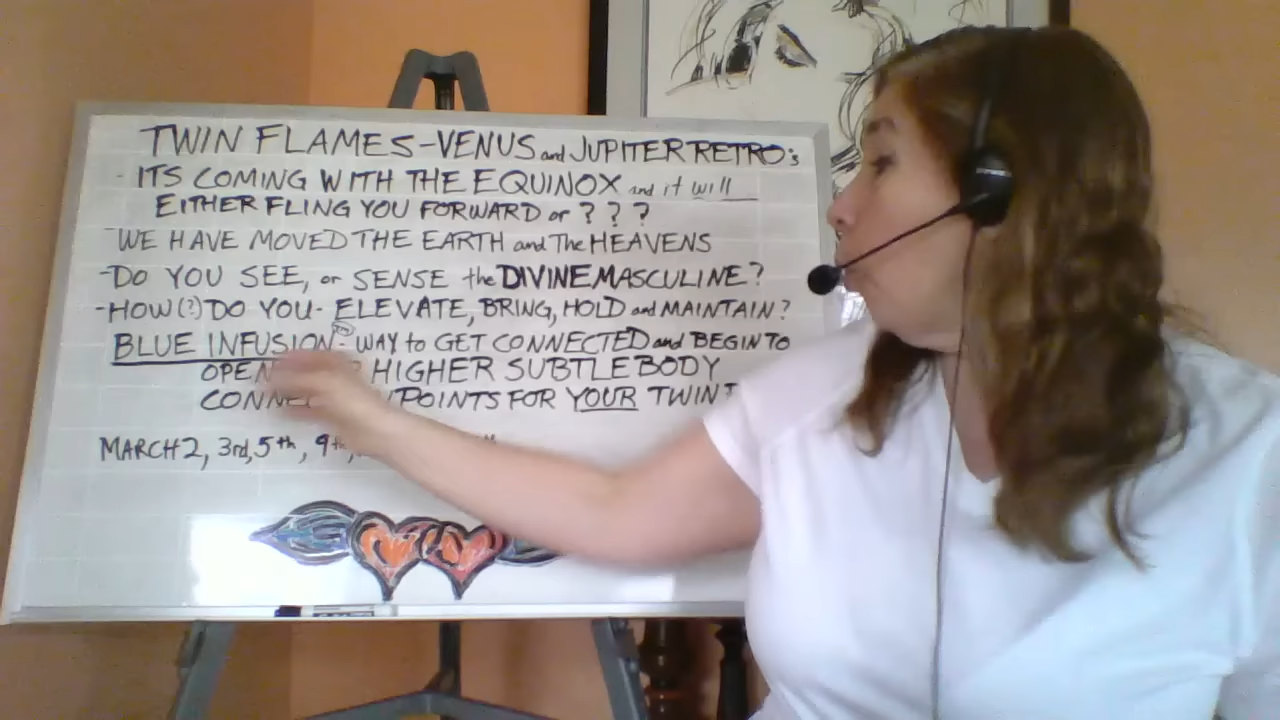 TWIN FLAMES-VENUS and JUPITER RETRO's
- ITS COMING WITH THE EQUINOX and it will
EITHER FLING YOU FORWARD or ? ? ?
-WE HAVE MOVED THE EARTH and The HEAVENS
-DO YOU SEE, or SENSE the DIVINE MASCULINE?
-HOW(?) DO YOU- ELEVATE, BRING, HOLD and MAINTAIN?
BLUE INFUSION - WAY to GET CONNECTED and BEGIN TO
OPEN HIGHER SUBTLE BODY
POINTS FOR YOUR TWIN
MARCH 2, 3rd, 5th, 9th,